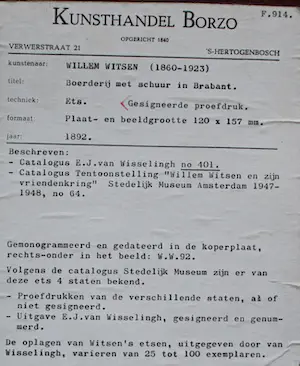 F.914.
KUNSTHANDEL BORZO
OPGERICHT 1840
VERWERSTRAAT 21 'S-HERTOGENBOSCH
kunstenaar: WILLEM WITSEN (1860-1923)
titel: Boerderij met schuur in Brabant.
techniek: Ets. Gesigneerde proefdruk.
formaat Plaat- en beeldgrootte 120 x 157 mm.
jaar: 1892.
Beschreven:
- Catalogus E.J.van Wisselingh no 401.
- Catalogus Tentoonstelling "Willem Witsen en zijn
vriendenkring" Stedelijk Museum Amsterdam 1947-
1948, no 64.
Gemonogrammeerd en gedateerd in de koperplaat,
rechts-onder in het beeld: W.W.92.
Volgens de catalogus Stedelijk Museum zijn er van
deze ets 4 staten bekend.
- Proefdrukken van de verschillende staten, al of
niet gesigneerd.
- Uitgave E.J.van Wisselingh, gesigneerd en genum-
merd.
De oplagen van Witsen's etsen, uitgegeven door van
Wisselingh, varieren van 25 tot 100 exemplaren.